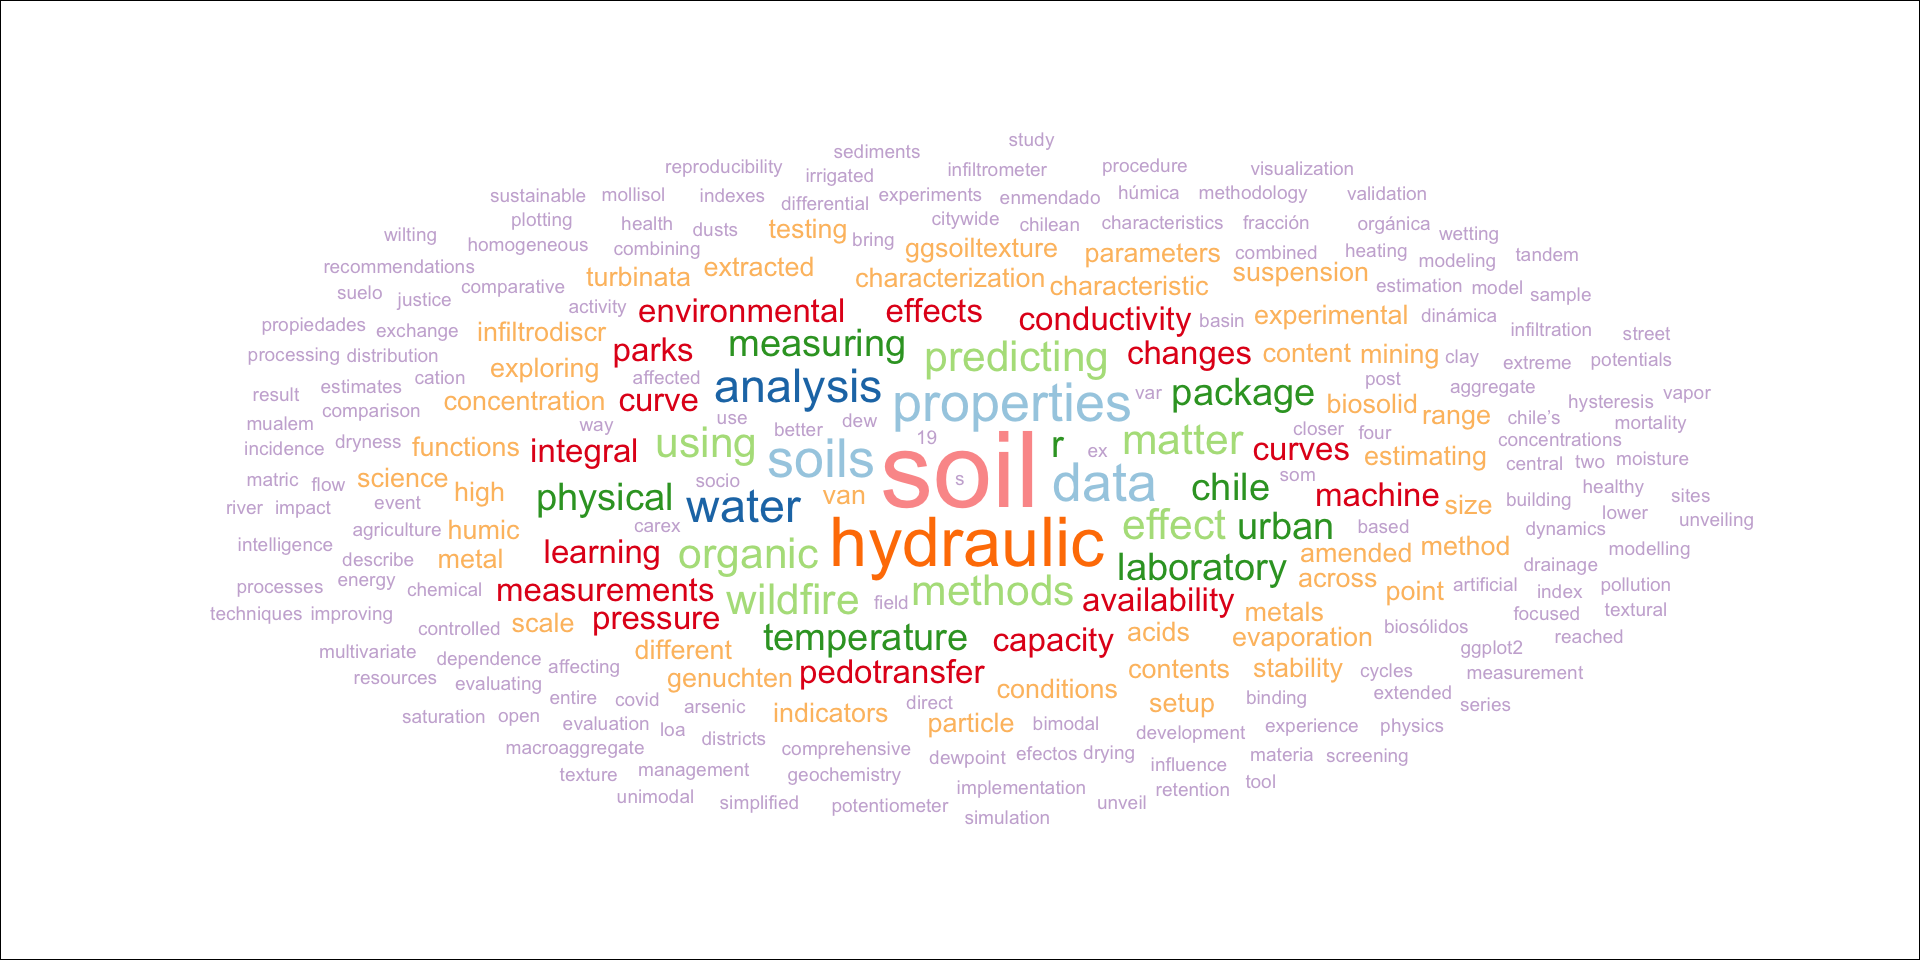 study
sediments
reproducibility irrigated infiltrometer procedure visualization
sustainable mollisol indexes differential experiments enmendado húmica methodology validation
plotting health dusts testing bring citywide chilean characteristics fracción orgánica wetting
wilting homogeneous combining ggsoiltexture parameters combined heating modeling tandem
recommendations turbinata extracted characterization characteristic suspension estimation model sample
suelo justice comparative activity environmental effects conductivity basin experimental dinámica infiltration street
propiedades exchange infiltrodiscr parks measuring predicting changes content mining clay extreme potentials
processing distribution exploring affected analysis properties var package post aggregate hysteresis vapor
result estimates cation concentration curve use better dew biosolid range chile’s mortality
mualem comparison way using 19 r ex matter closer four concentrations
incidence dryness functions integral soils soil curves estimating central two moisture
matric flow science high physical socio water van s data chile som machine size building healthy sites
river impact event carex hydraulic effect urban based dynamics lower unveiling
intelligence agriculture humic learning organic laboratory amended method drainage modelling
describe metal
processes energy chemical measurements wildfire field methods availability across point artificial index pollution
techniques improving controlled scale pressure temperature capacity acids metals biosólidos focused textural
multivariate dependence affecting different evaporation ggplot2 reached
resources evaluating genuchten pedotransfer conditions contents stability cycles measurement
saturation open entire covid arsenic indicators direct particle bimodal setup binding extended series
evaluation loa districts development experience physics
macroaggregate comprehensive dewpoint efectos drying influence materia screening
texture management geochemistry implementation retention tool
unimodal simplified potentiometer unveil
simulation